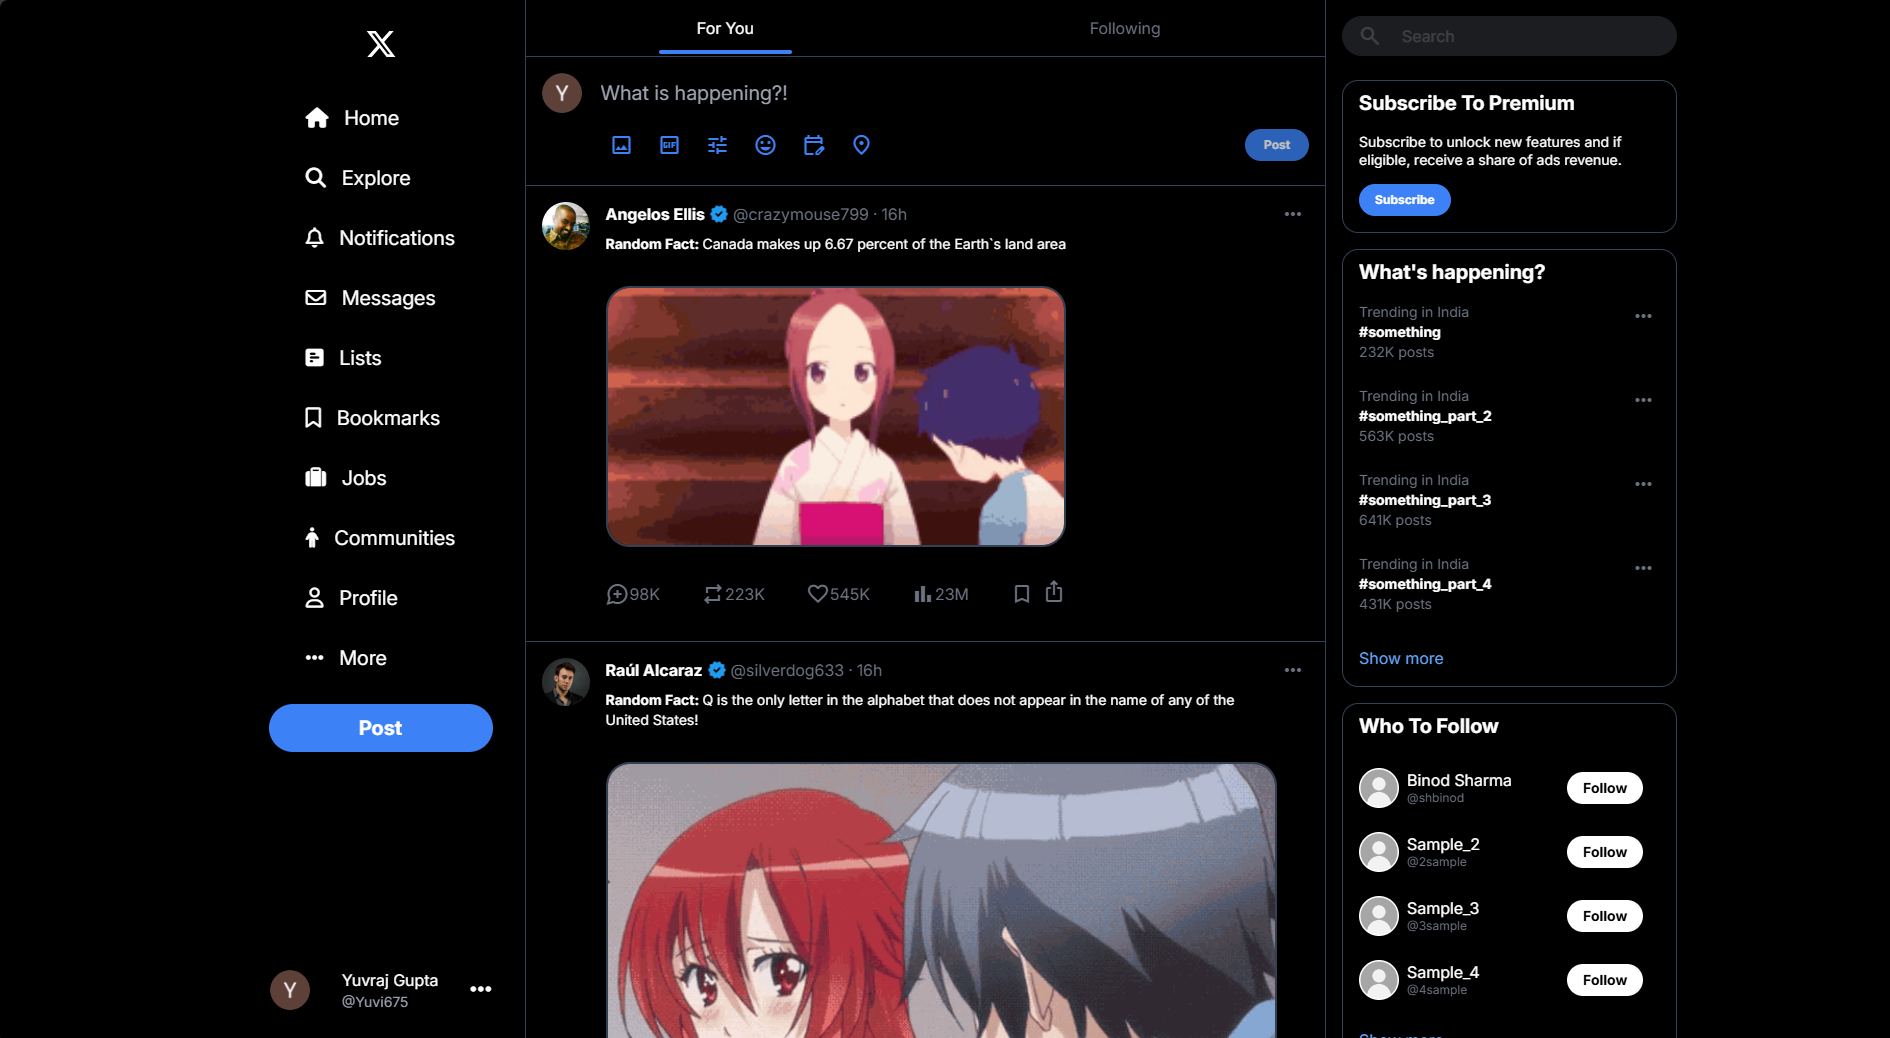 Home
Explore
Notifications
Messages
Lists
Bookmarks
Jobs
Communities
Profile
More
Post
Y
Yuvraj Gupta
@Yuvi675
For You
Following
Y
What is happening?!
GIF
Post
Angelos Ellis @crazymouse799 · 16h
Random Fact: Canada makes up 6.67 percent of the Earth`s land area
98K
223K
545K
23M
Raúl Alcaraz @silverdog633 · 16h
Random Fact: Q is the only letter in the alphabet that does not appear in the name of any of the
United States!
Search
Subscribe To Premium
Subscribe to unlock new features and if
eligible, receive a share of ads revenue.
Subscribe
What's happening?
Trending in India
#something
232K posts
Trending in India
#something_part_2
563K posts
Trending in India
#something_part_3
641K posts
Trending in India
#something_part_4
431K posts
Show more
Who To Follow
Binod Sharma
@shbinod
Follow
Sample_2
@2sample
Follow
Sample_3
@3sample
Follow
Sample_4
@4sample
Follow
Show more